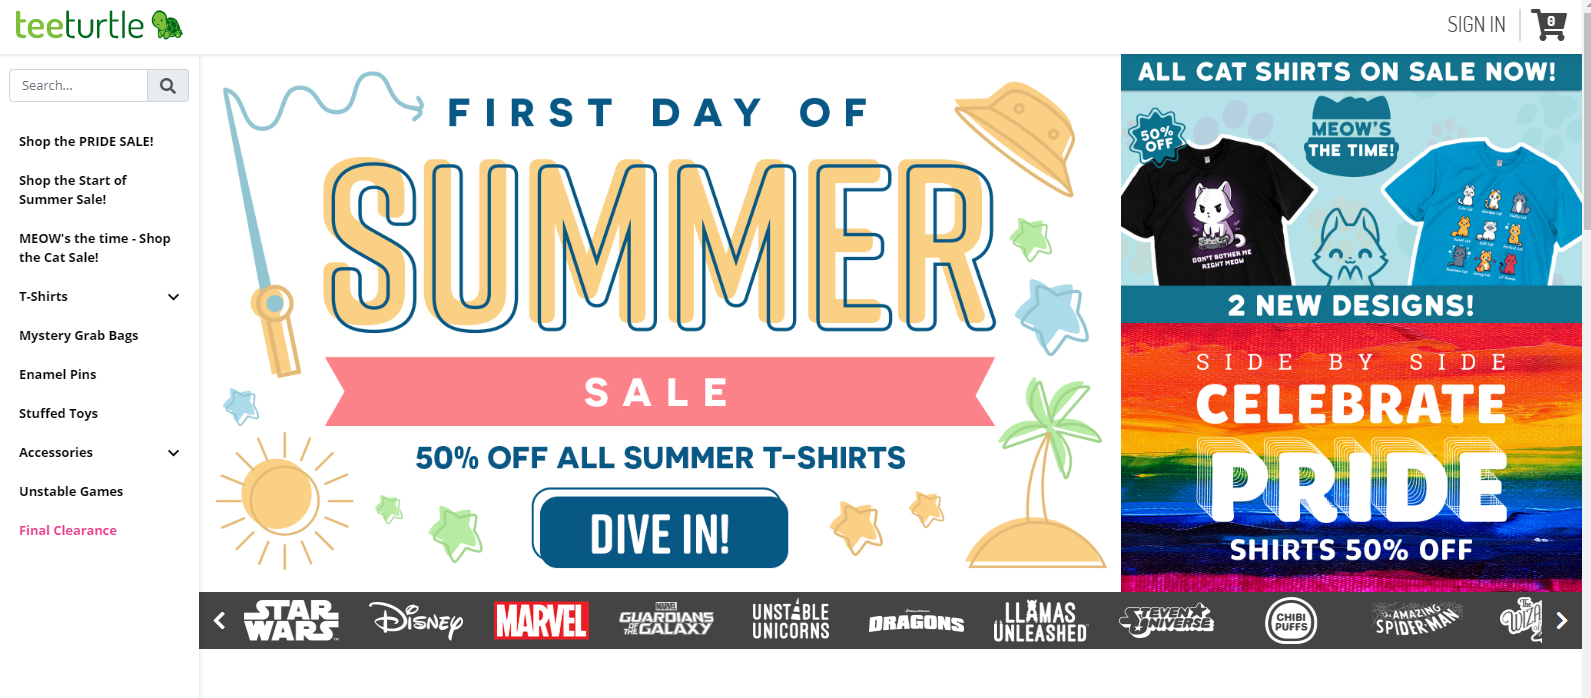 teeturtle
SIGN IN
0
Search...
Shop the PRIDE SALE!
Shop the Start of
Summer Sale!
MEOW's the time - Shop
the Cat Sale!
T-Shirts
Mystery Grab Bags
Enamel Pins
Stuffed Toys
Accessories
Unstable Games
Final Clearance
FIRST DAY OF
SUMMER
SALE
50% OFF ALL SUMMER T-SHIRTS
DIVE IN!
ALL CAT SHIRTS ON SALE NOW!
50%
OFF
MEOW'S
THE TIME!
DON'T BOTHER ME
RIGHT MEOW
2 NEW DESIGNS!
SIDE BY SIDE
CELEBRATE
PRIDE
SHIRTS 50% OFF
STAR
WARS
Disney
MARVEL
MARVEL
GUARDIANS
OF THE
GALAXY
UNSTABLE
UNICORNS
DRAGONS
LLAMAS
UNLEASHED
STEVEN
UNIVERSE
CHIBI
PUFFS
THE AMAZING
SPIDER-MAN
The